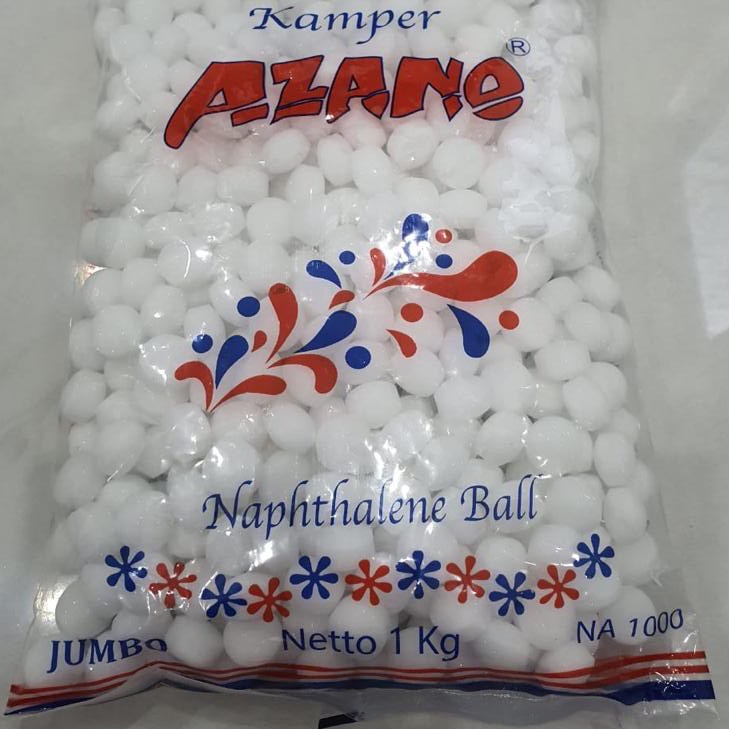 Kamper
AZANO ®
Naphthalene Ball
JUMBO Netto 1 Kg NA 1000